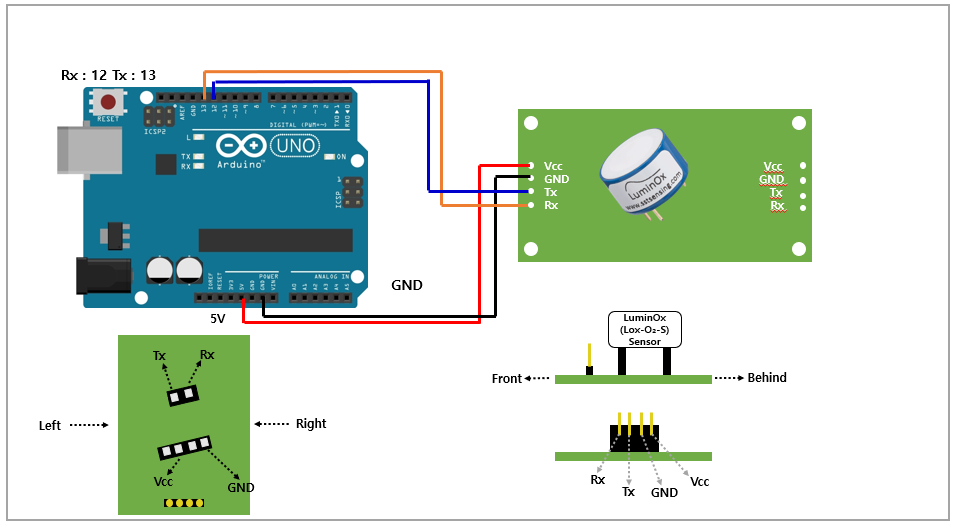 Rx : 12 Tx : 13
RESET
ICSP2
AREF
GND
13
12
~11
~10
~9
8
7
~6
~5
4
~3
2
TX0▶1
RX0◀0
DIGITAL (PWM=~)
L
TX
RX
Arduino™
UNO
ON
ICSP
1
IOREF
RESET
3V3
5V
GND
GND
VIN
POWER
ANALOG IN
A0
A1
A2
A3
A4
A5
5V
GND
Vcc
GND
Tx
Rx
LuminOx
www.sstsensing.com
Vcc
GND
Tx
Rx
Tx
Rx
Left
Right
Vcc
GND
LuminOx
(Lox-O₂-S)
Sensor
Front
Behind
Rx
Tx
GND
Vcc